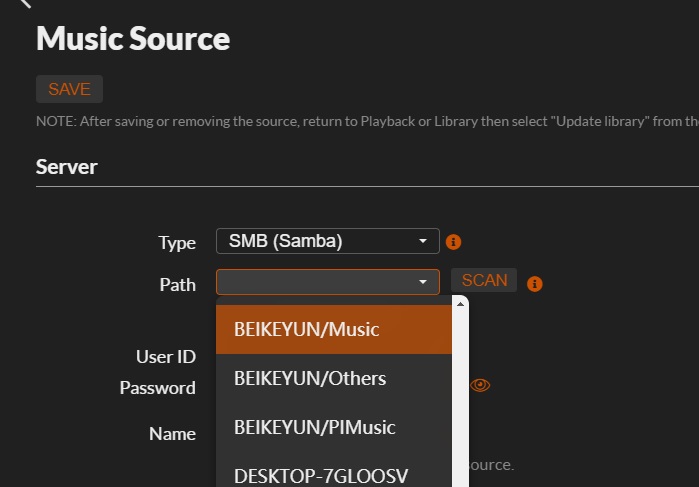 Music Source
SAVE
NOTE: After saving or removing the source, return to Playback or Library then select "Update library" from
Server
Type SMB (Samba)
Path SCAN
BEIKEYUN/Music
User ID
BEIKEYUN/Others
Password
BEIKEYUN/PIMusic
Name
source.
DESKTOP-7GLOOSV